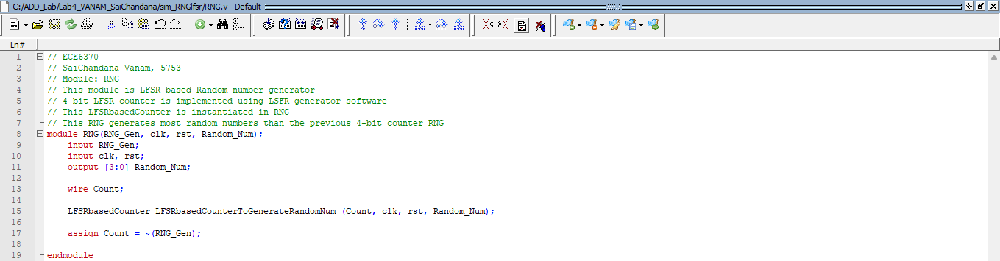 C:/ADD_Lab/Lab4_VANAM_SaiChandana/sim_RNGlfsr/RNG.v - Default
Ln#
1 // ECE6370
2 // SaiChandana Vanam, 5753
3 // Module: RNG
4 // This module is LFSR based Random number generator
5 // 4-bit LFSR counter is implemented using LSFR generator software
6 // This LFSRbasedCounter is instantiated in RNG
7 // This RNG generates most random numbers than the previous 4-bit counter RNG
8 module RNG(RNG_Gen, clk, rst, Random_Num);
9 input RNG_Gen;
10 input clk, rst;
11 output [3:0] Random_Num;
12
13 wire Count;
14
15 LFSRbasedCounter LFSRbasedCounterToGenerateRandomNum (Count, clk, rst, Random_Num);
16
17 assign Count = ~(RNG_Gen);
18
19 endmodule